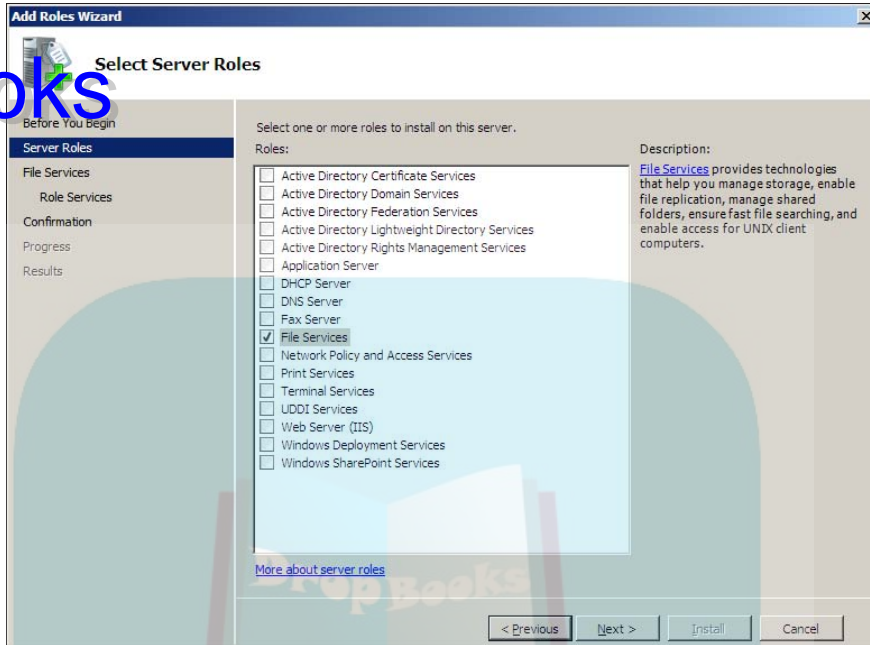 Add Roles Wizard
Select Server Roles
oks
Before You Begin
Server Roles
File Services
Role Services
Confirmation
Progress
Results
Select one or more roles to install on this server.
Roles:
Active Directory Certificate Services
Active Directory Domain Services
Active Directory Federation Services
Active Directory Lightweight Directory Services
Active Directory Rights Management Services
Application Server
DHCP Server
DNS Server
Fax Server
File Services
Network Policy and Access Services
Print Services
Terminal Services
UDDI Services
Web Server (IIS)
Windows Deployment Services
Windows SharePoint Services
More about server roles
Description:
File Services provides technologies
that help you manage storage, enable
file replication, manage shared
folders, ensure fast file searching, and
enable access for UNIX client
computers.
DropBooks
< Previous
Next >
Install
Cancel